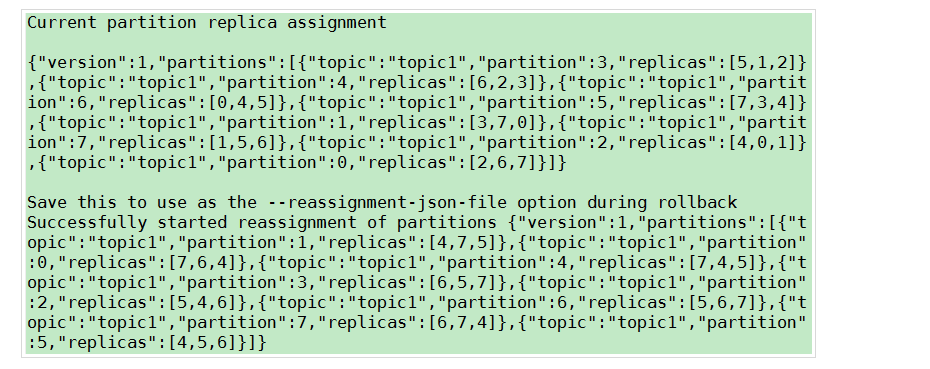 Current partition replica assignment

{"version":1,"partitions":[{"topic":"topic1","partition":3,"replicas":[5,1,2]}
,{"topic":"topic1","partition":4,"replicas":[6,2,3]},{"topic":"topic1","partit
ion":6,"replicas":[0,4,5]},{"topic":"topic1","partition":5,"replicas":[7,3,4]}
,{"topic":"topic1","partition":1,"replicas":[3,7,0]},{"topic":"topic1","partit
ion":7,"replicas":[1,5,6]},{"topic":"topic1","partition":2,"replicas":[4,0,1]}
,{"topic":"topic1","partition":0,"replicas":[2,6,7]}]}

Save this to use as the --reassignment-json-file option during rollback
Successfully started reassignment of partitions {"version":1,"partitions":[{"t
opic":"topic1","partition":1,"replicas":[4,7,5]},{"topic":"topic1","partition"
:0,"replicas":[7,6,4]},{"topic":"topic1","partition":4,"replicas":[7,4,5]},{"t
opic":"topic1","partition":3,"replicas":[6,5,7]},{"topic":"topic1","partition"
:2,"replicas":[5,4,6]},{"topic":"topic1","partition":6,"replicas":[5,6,7]},{"t
opic":"topic1","partition":7,"replicas":[6,7,4]},{"topic":"topic1","partition"
:5,"replicas":[4,5,6]}]}